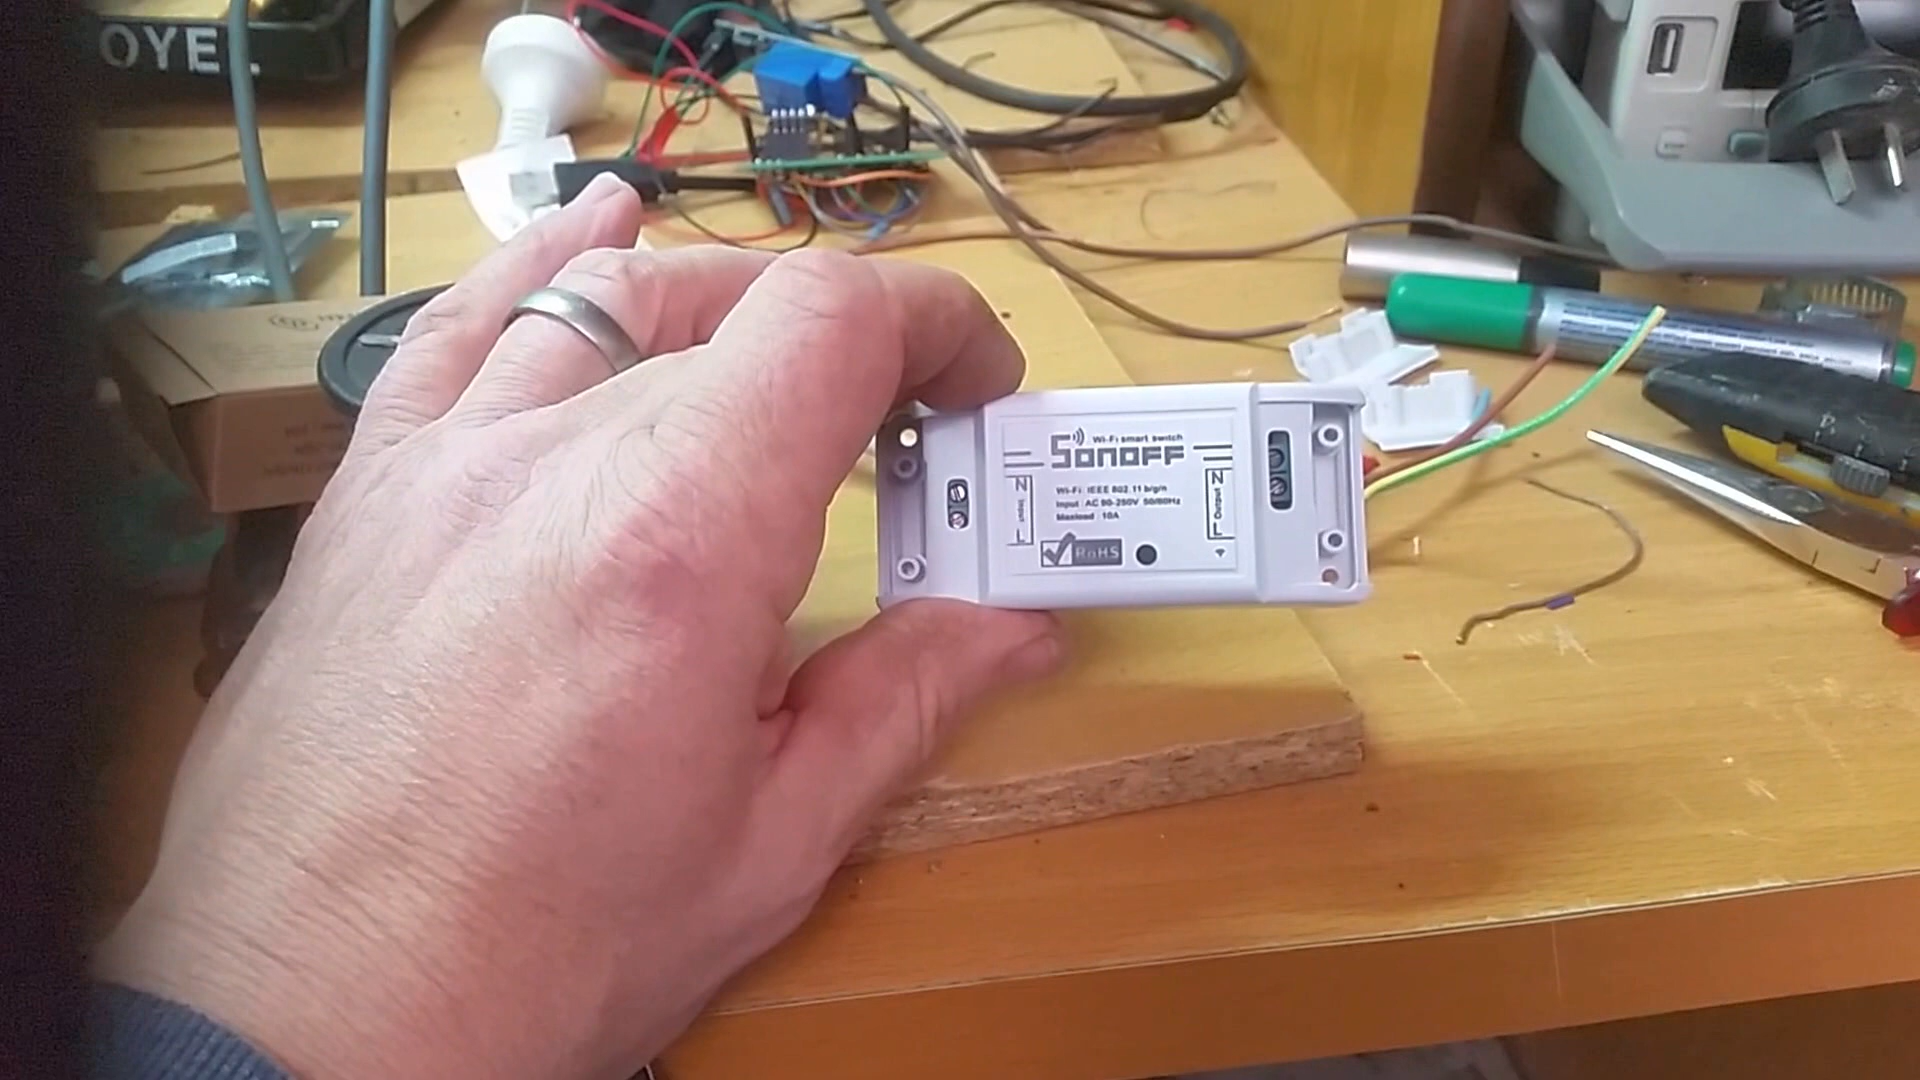 OYEL
Wi-Fi smart switch
SONOFF
Wi-Fi: IEEE 802.11 b/g/n
Input: AC 90-250V 50/60Hz
Maxload: 10A
N Input L
N Output L
RoHS